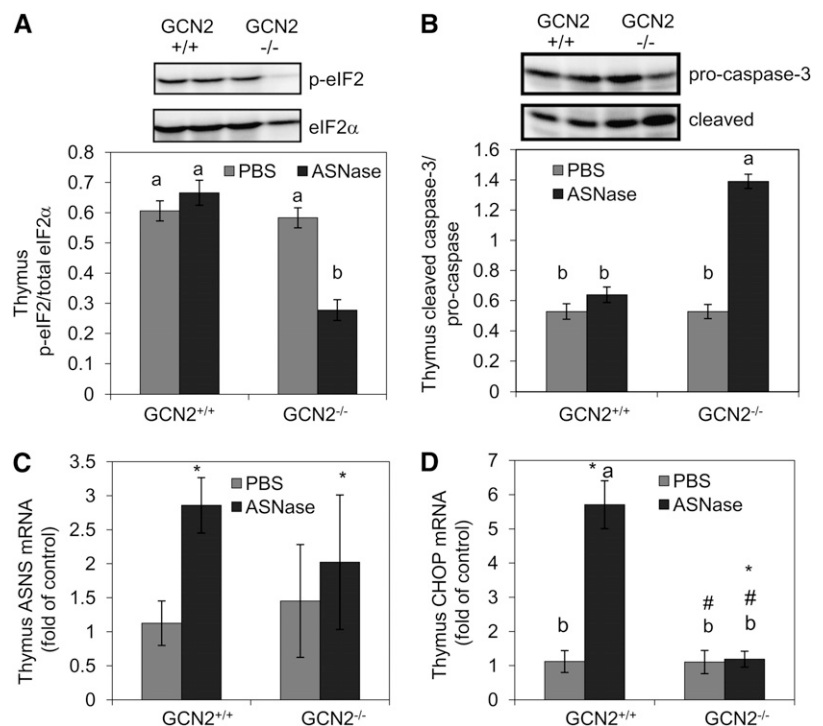 A
GCN2 GCN2
+/+ -/-
p-eIF2
eIF2α
Thymus
p-eIF2/total eIF2α
0.8
0.7
0.6
0.5
0.4
0.3
0.2
0.1
0
PBS ASNase
a a a b
GCN2+/+ GCN2-/-
B
GCN2 GCN2
+/+ -/-
pro-caspase-3
cleaved
Thymus cleaved caspase-3/
pro-caspase
1.6
1.4
1.2
1.0
0.8
0.6
0.4
0.2
0
PBS
ASNase
b b b a
GCN2+/+ GCN2-/-
C
Thymus ASNS mRNA
(fold of control)
3.5
3
2.5
2
1.5
1
0.5
0
PBS
ASNase
* *
GCN2+/+ GCN2-/-
D
Thymus CHOP mRNA
(fold of control)
7
6
5
4
3
2
1
0
PBS
ASNase
* a
*
# #
b b b
GCN2+/+ GCN2-/-